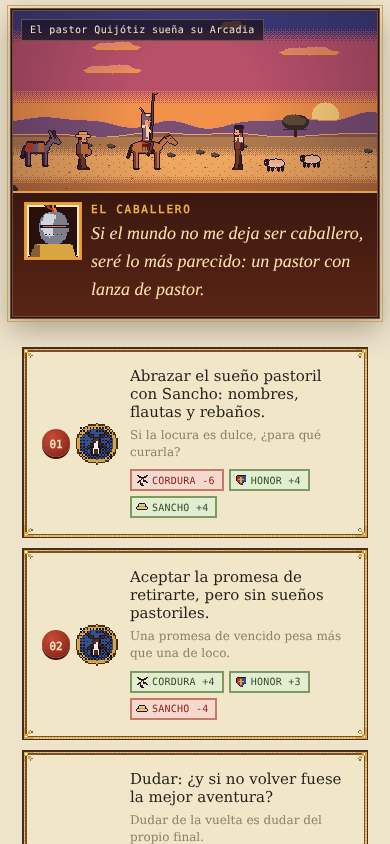 El pastor Quijótiz sueña su Arcadia
EL CABALLERO
Si el mundo no me deja ser caballero,
seré lo más parecido: un pastor con
lanza de pastor.
Abrazar el sueño pastoril
con Sancho: nombres,
flautas y rebaños.
01
Si la locura es dulce, ¿para qué
curarla?
CORDURA -6
HONOR +4
SANCHO +4
Aceptar la promesa de
retirarte, pero sin sueños
pastoriles.
02
Una promesa de vencido pesa más
que una de loco.
CORDURA +4
HONOR +3
SANCHO -4
Dudar: ¿y si no volver fuese
la mejor aventura?
Dudar de la vuelta es dudar del
propio final.